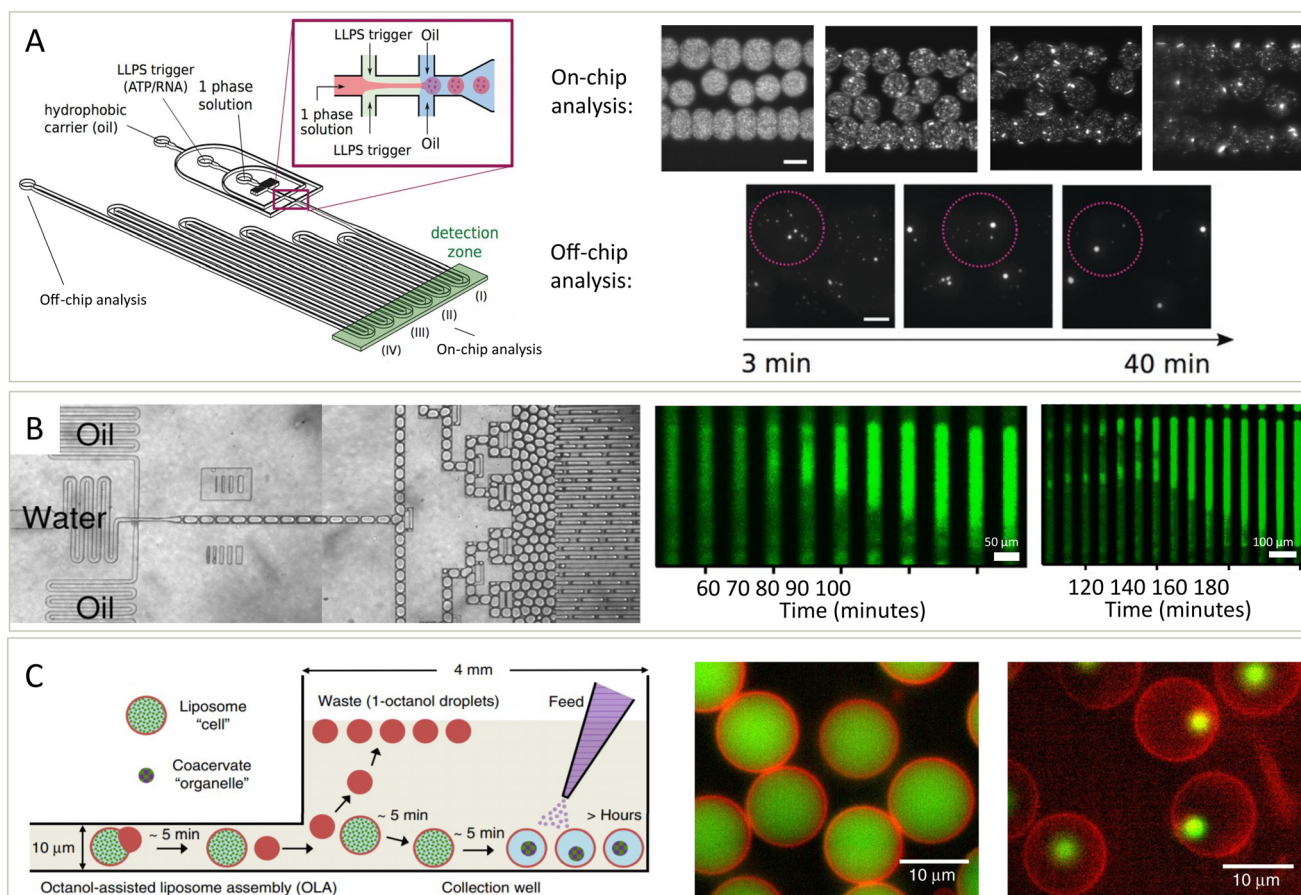 A
LLPS trigger
Oil
1 phase
solution
LLPS trigger
Oil
LLPS trigger
(ATP/RNA)
1 phase
solution
hydrophobic
carrier (oil)
detection
zone
(I)
(II)
(III)
(IV)
Off-chip analysis
On-chip analysis
On-chip
analysis:
Off-chip
analysis:
3 min
40 min
B
Oil
Water
Oil
50 µm
60 70 80 90 100
Time (minutes)
100 µm
120 140 160 180
Time (minutes)
C
4 mm
Liposome
“cell”
Coacervate
“organelle”
Waste (1-octanol droplets)
Feed
10 µm
~ 5 min
~ 5 min
~ 5 min
> Hours
Octanol-assisted liposome assembly (OLA)
Collection well
10 µm
10 µm